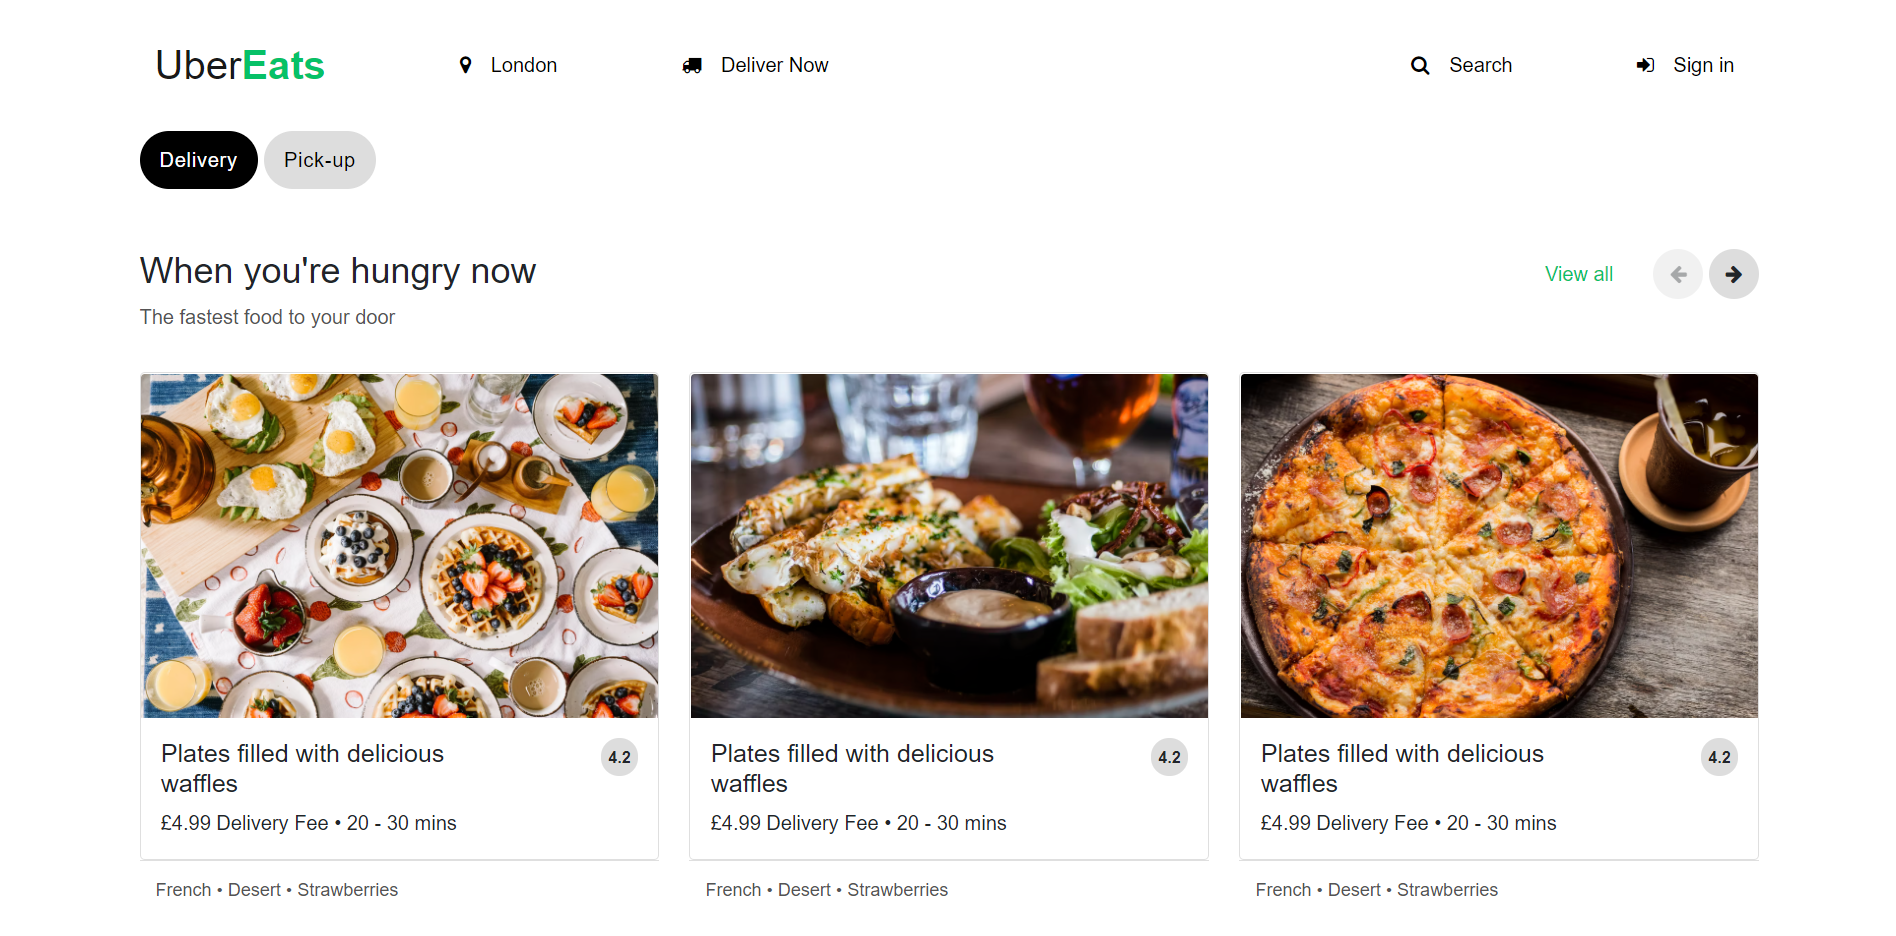 UberEats London Deliver Now Search Sign in
Delivery Pick-up
When you're hungry now
View all
The fastest food to your door
Plates filled with delicious
waffles
4.2
£4.99 Delivery Fee • 20 - 30 mins
French • Desert • Strawberries
Plates filled with delicious
waffles
4.2
£4.99 Delivery Fee • 20 - 30 mins
French • Desert • Strawberries
Plates filled with delicious
waffles
4.2
£4.99 Delivery Fee • 20 - 30 mins
French • Desert • Strawberries